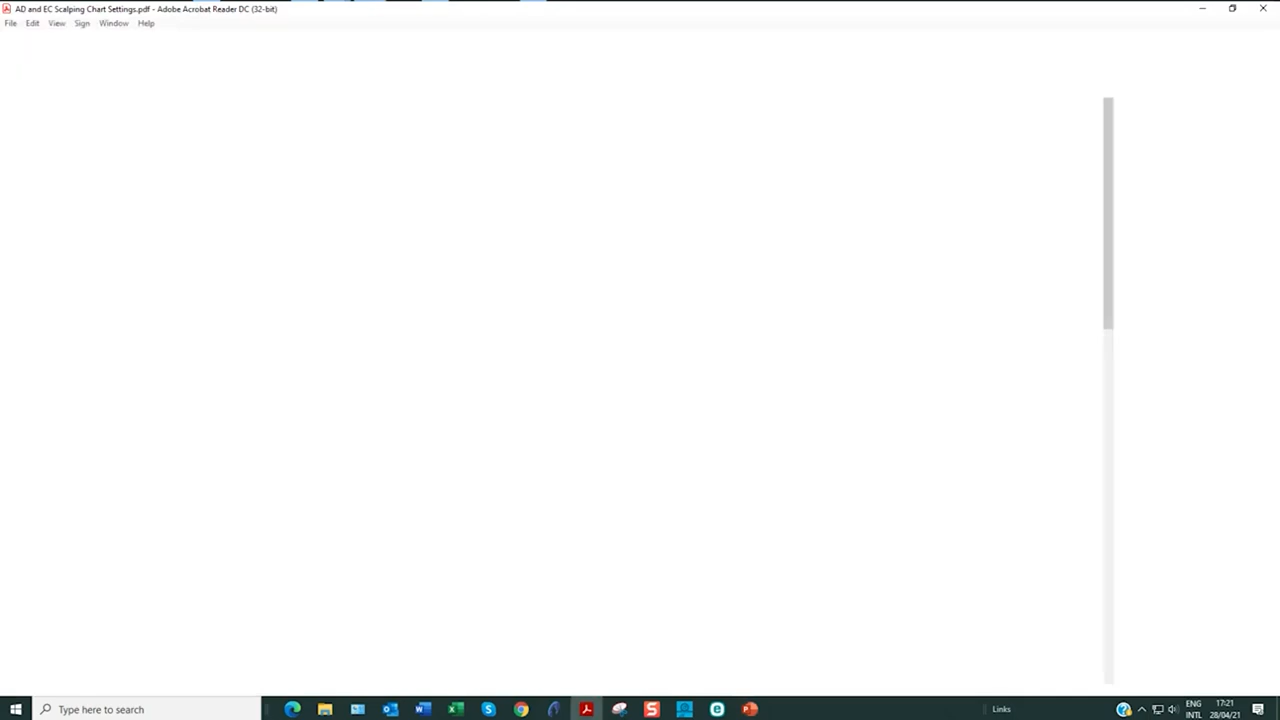 AD and EC Scalping Chart Settings.pdf - Adobe Acrobat Reader DC (32-bit)
File Edit View Sign Window Help
Type here to search
Links
ENG
INTL
17:21
28/04/21